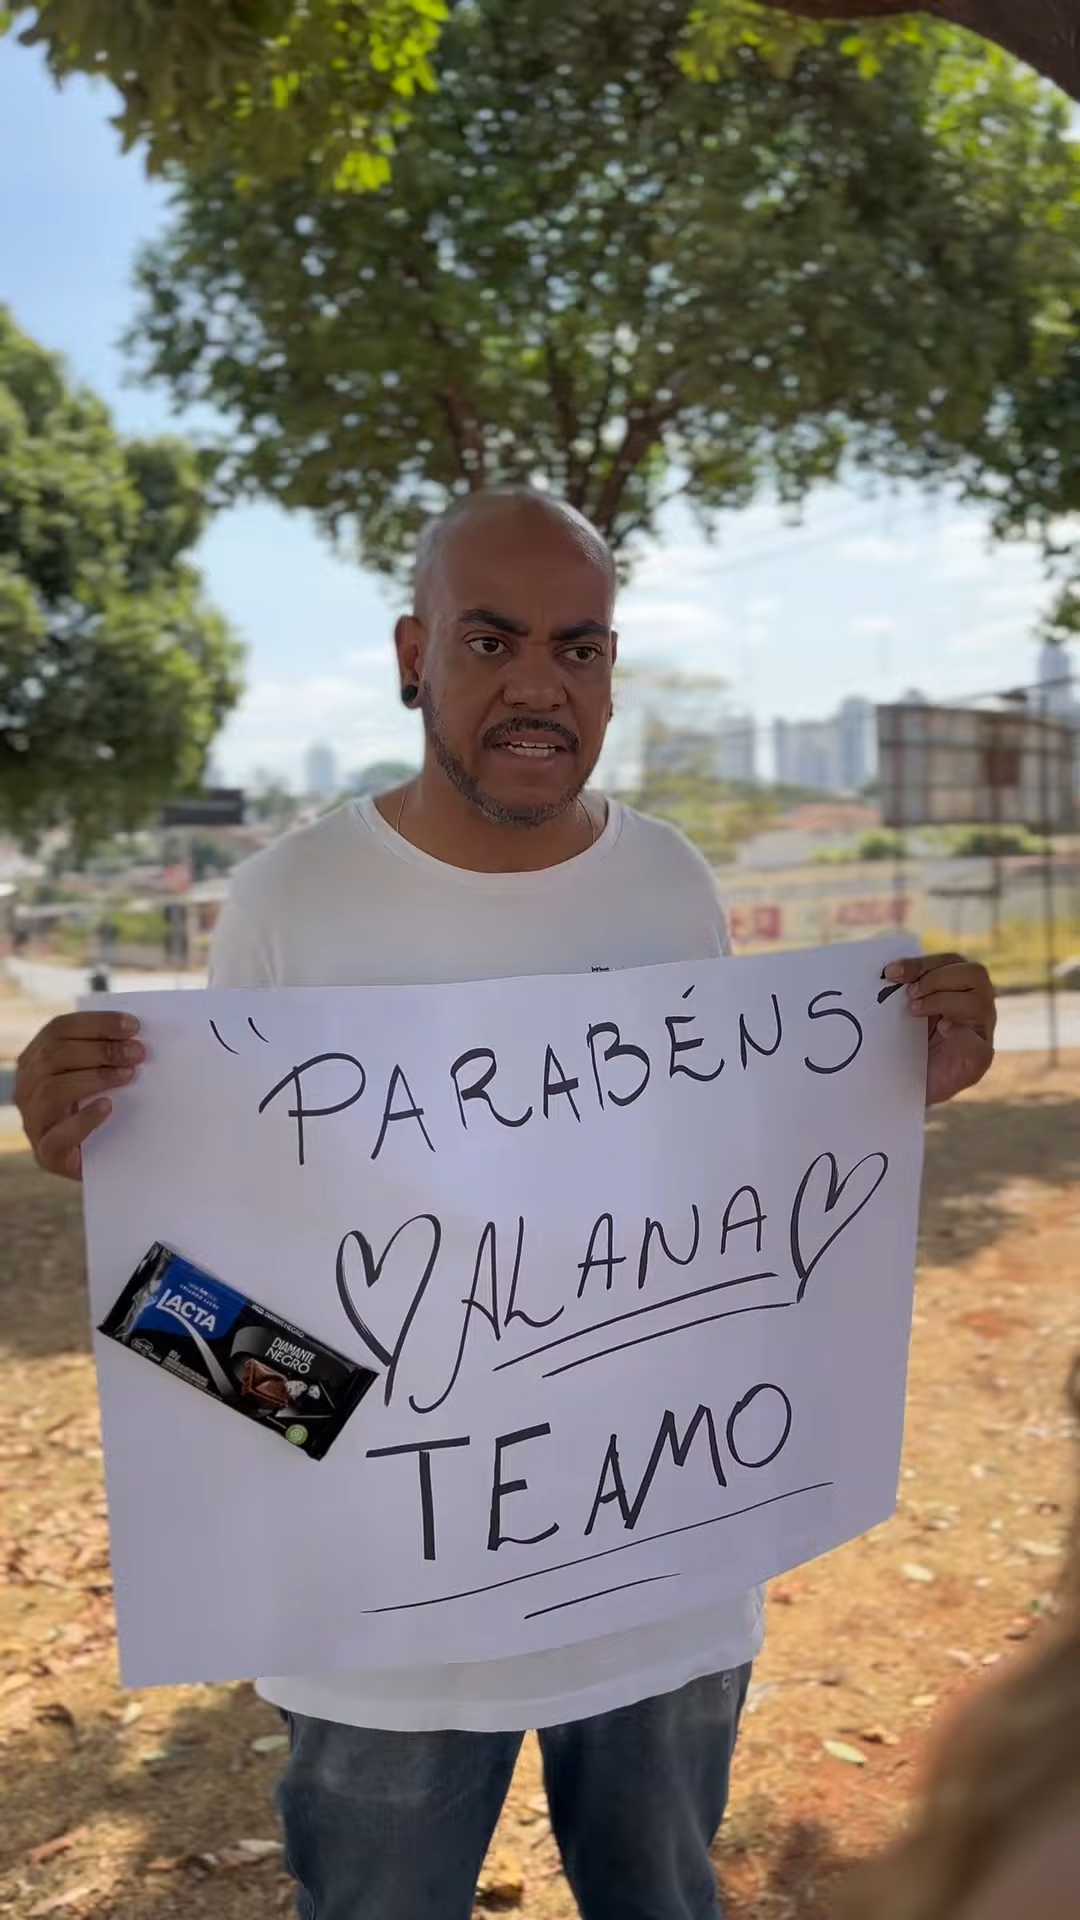 "PARABÉNS"
ALANA
TE AMO
LACTA
DIAMANTE
NEGRO